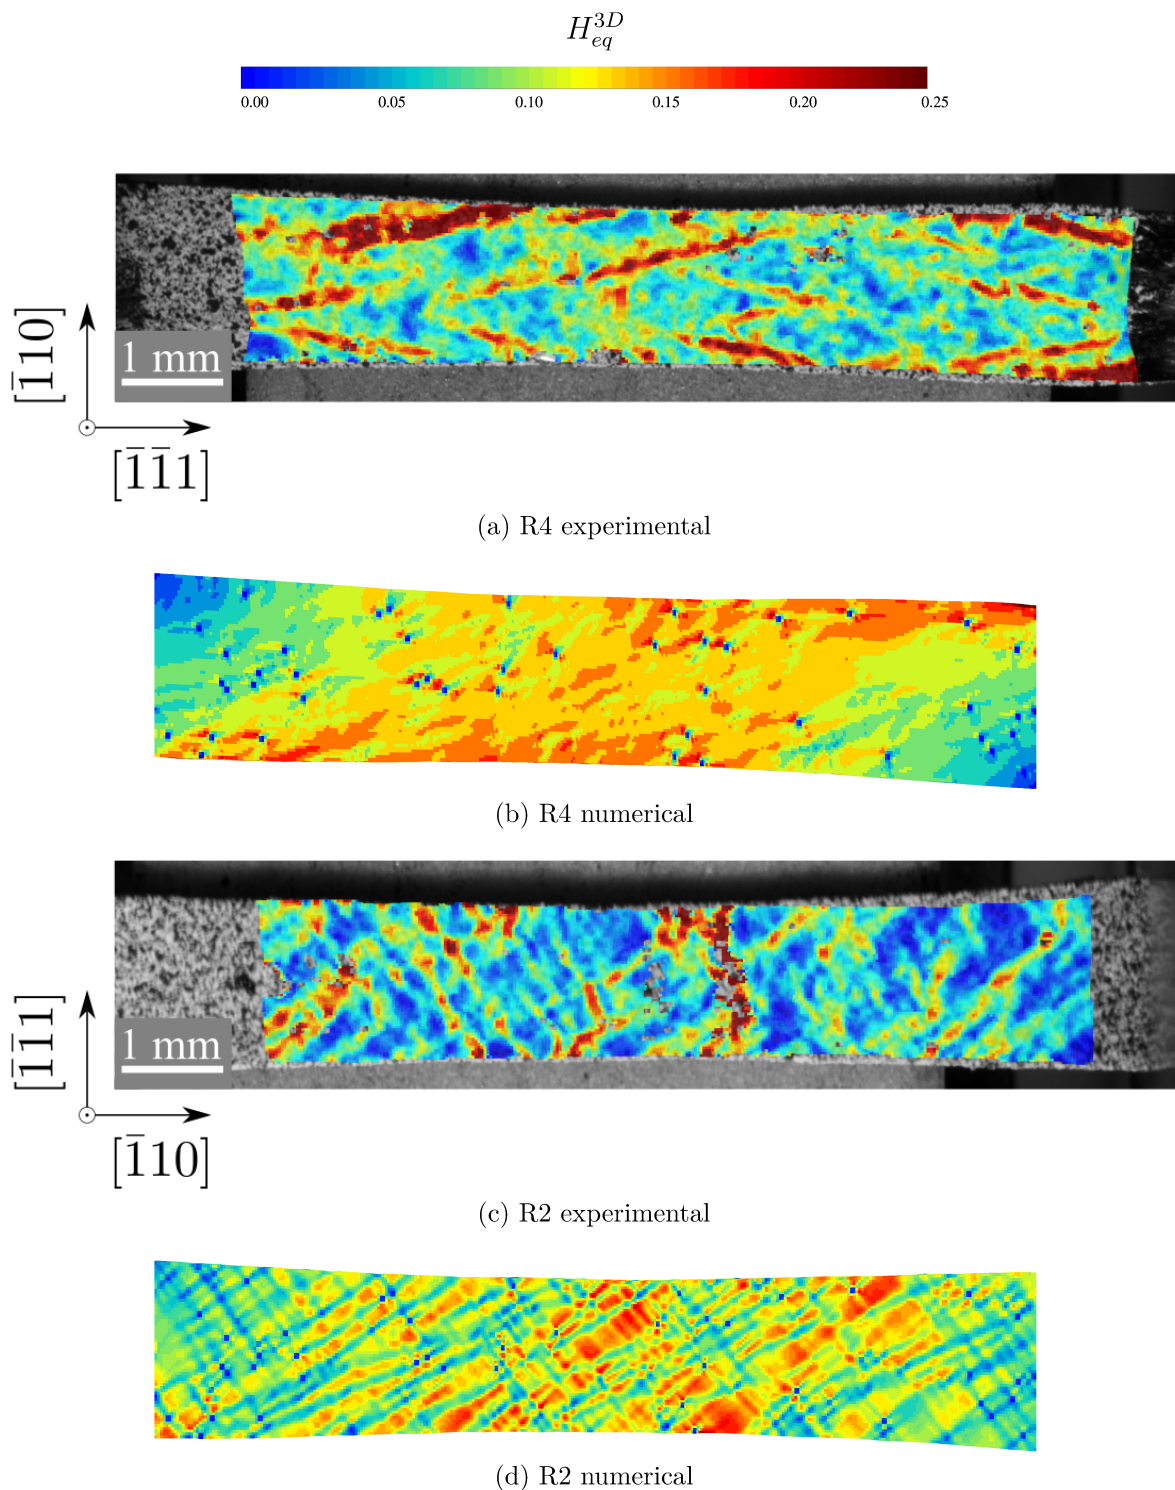 $H_{eq}^{3D}$
0.00 0.05 0.10 0.15 0.20 0.25
[1̄10]
1 mm
[1̄1̄1]
(a) R4 experimental
(b) R4 numerical
[1̄1̄1]
1 mm
[1̄10]
(c) R2 experimental
(d) R2 numerical